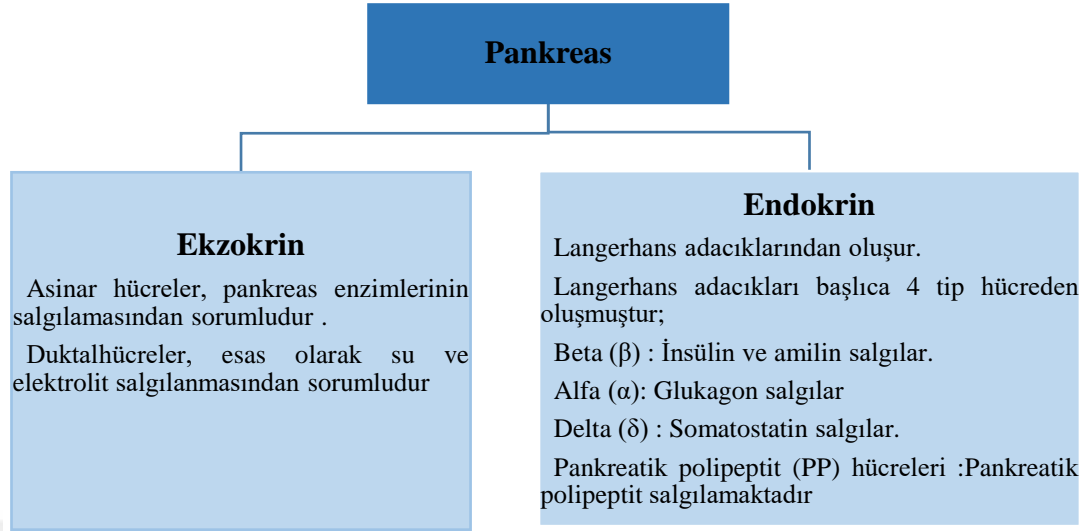 Pankreas
Ekzokrin
Asinar hücreler, pankreas enzimlerinin
salgılamasından sorumludur .
Duktalhücreler, esas olarak su ve
elektrolit salgılanmasından sorumludur
Endokrin
Langerhans adacıklarından oluşur.
Langerhans adacıkları başlıca 4 tip hücreden
oluşmuştur;
Beta (β) : İnsülin ve amilin salgılar.
Alfa (α): Glukagon salgılar
Delta (δ) : Somatostatin salgılar.
Pankreatik polipeptit (PP) hücreleri :Pankreatik
polipeptit salgılamaktadır